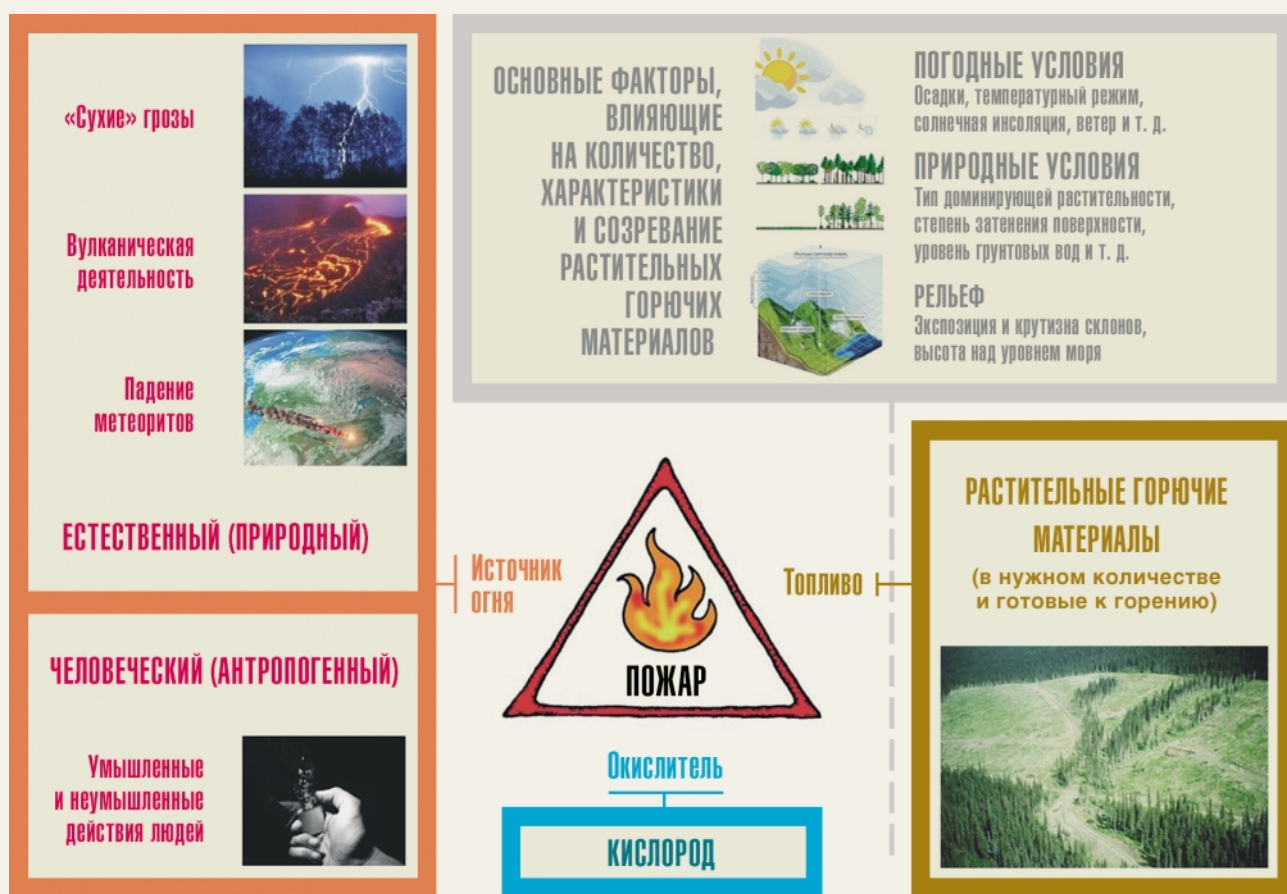 «Сухие» грозы
Вулканическая
деятельность
Падение
метеоритов
ЕСТЕСТВЕННЫЙ (ПРИРОДНЫЙ)
ЧЕЛОВЕЧЕСКИЙ (АНТРОПОГЕННЫЙ)
Умышленные
и неумышленные
действия людей
ОСНОВНЫЕ ФАКТОРЫ,
ВЛИЯЮЩИЕ
НА КОЛИЧЕСТВО,
ХАРАКТЕРИСТИКИ
И СОЗРЕВАНИЕ
РАСТИТЕЛЬНЫХ
ГОРЮЧИХ
МАТЕРИАЛОВ
ПОГОДНЫЕ УСЛОВИЯ
Осадки, температурный режим,
солнечная инсоляция, ветер и т. д.
ПРИРОДНЫЕ УСЛОВИЯ
Тип доминирующей растительности,
степень затенения поверхности,
уровень грунтовых вод и т. д.
РЕЛЬЕФ
Экспозиция и крутизна склонов,
высота над уровнем моря
Источник
огня
ПОЖАР
Топливо
Окислитель
КИСЛОРОД
РАСТИТЕЛЬНЫЕ ГОРЮЧИЕ
МАТЕРИАЛЫ
(в нужном количестве
и готовые к горению)